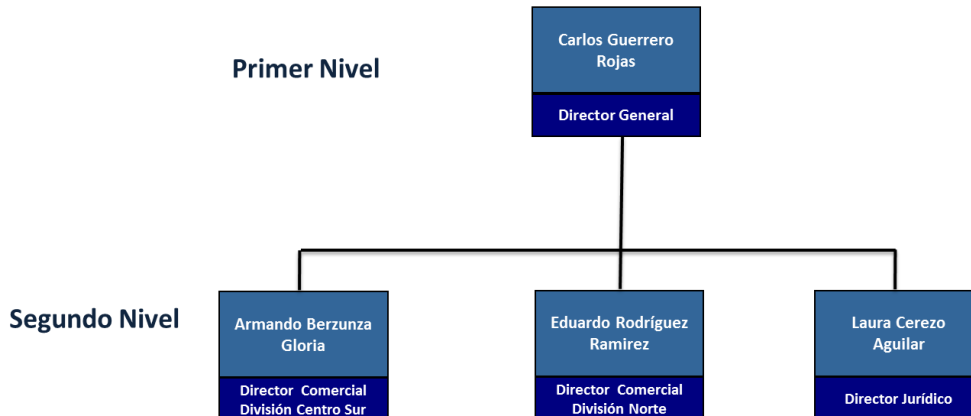 Primer Nivel
Carlos Guerrero
Rojas
Director General
Segundo Nivel
Armando Berzunza
Gloria
Director Comercial
División Centro Sur
Eduardo Rodríguez
Ramirez
Director Comercial
División Norte
Laura Cerezo
Aguilar
Director Jurídico